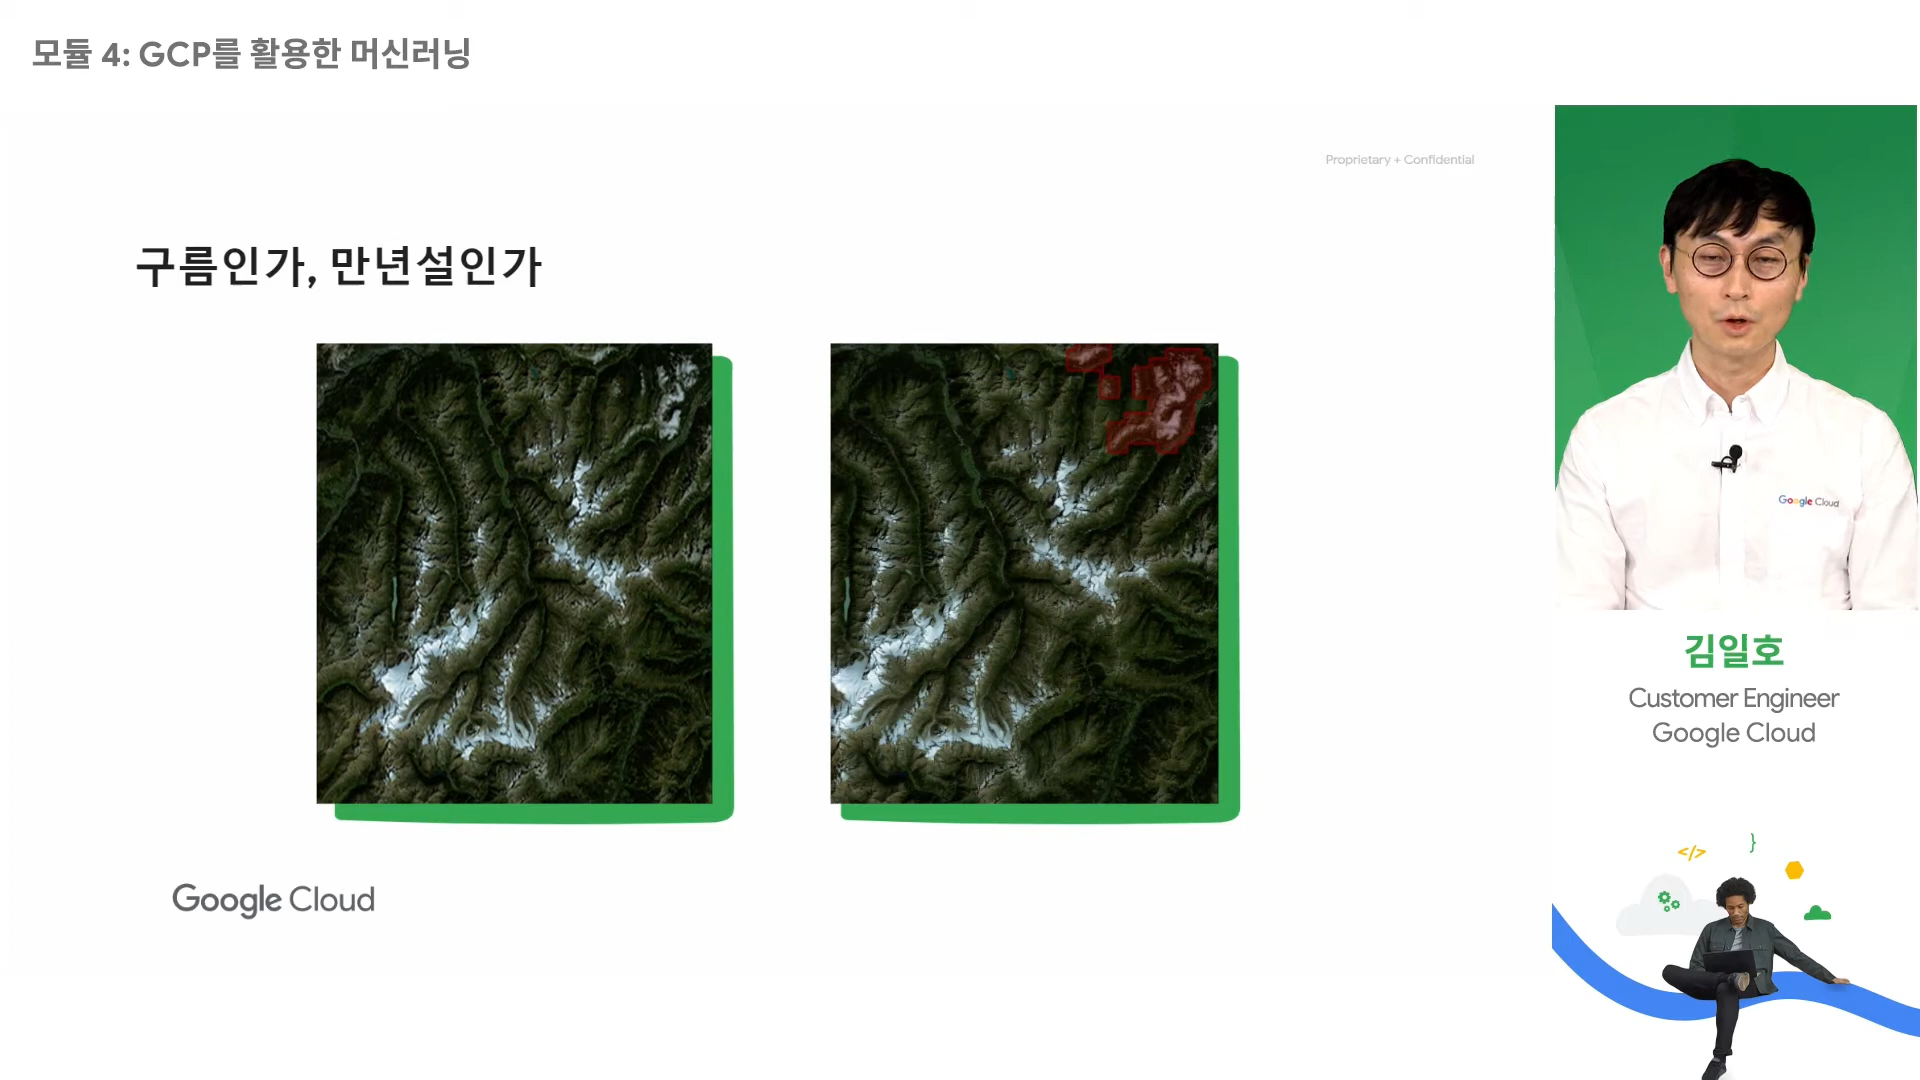 모듈 4: GCP를 활용한 머신러닝
Proprietary + Confidential
구름인가, 만년설인가
Google Cloud
Google Cloud
김일호
Customer Engineer
Google Cloud
</>
}